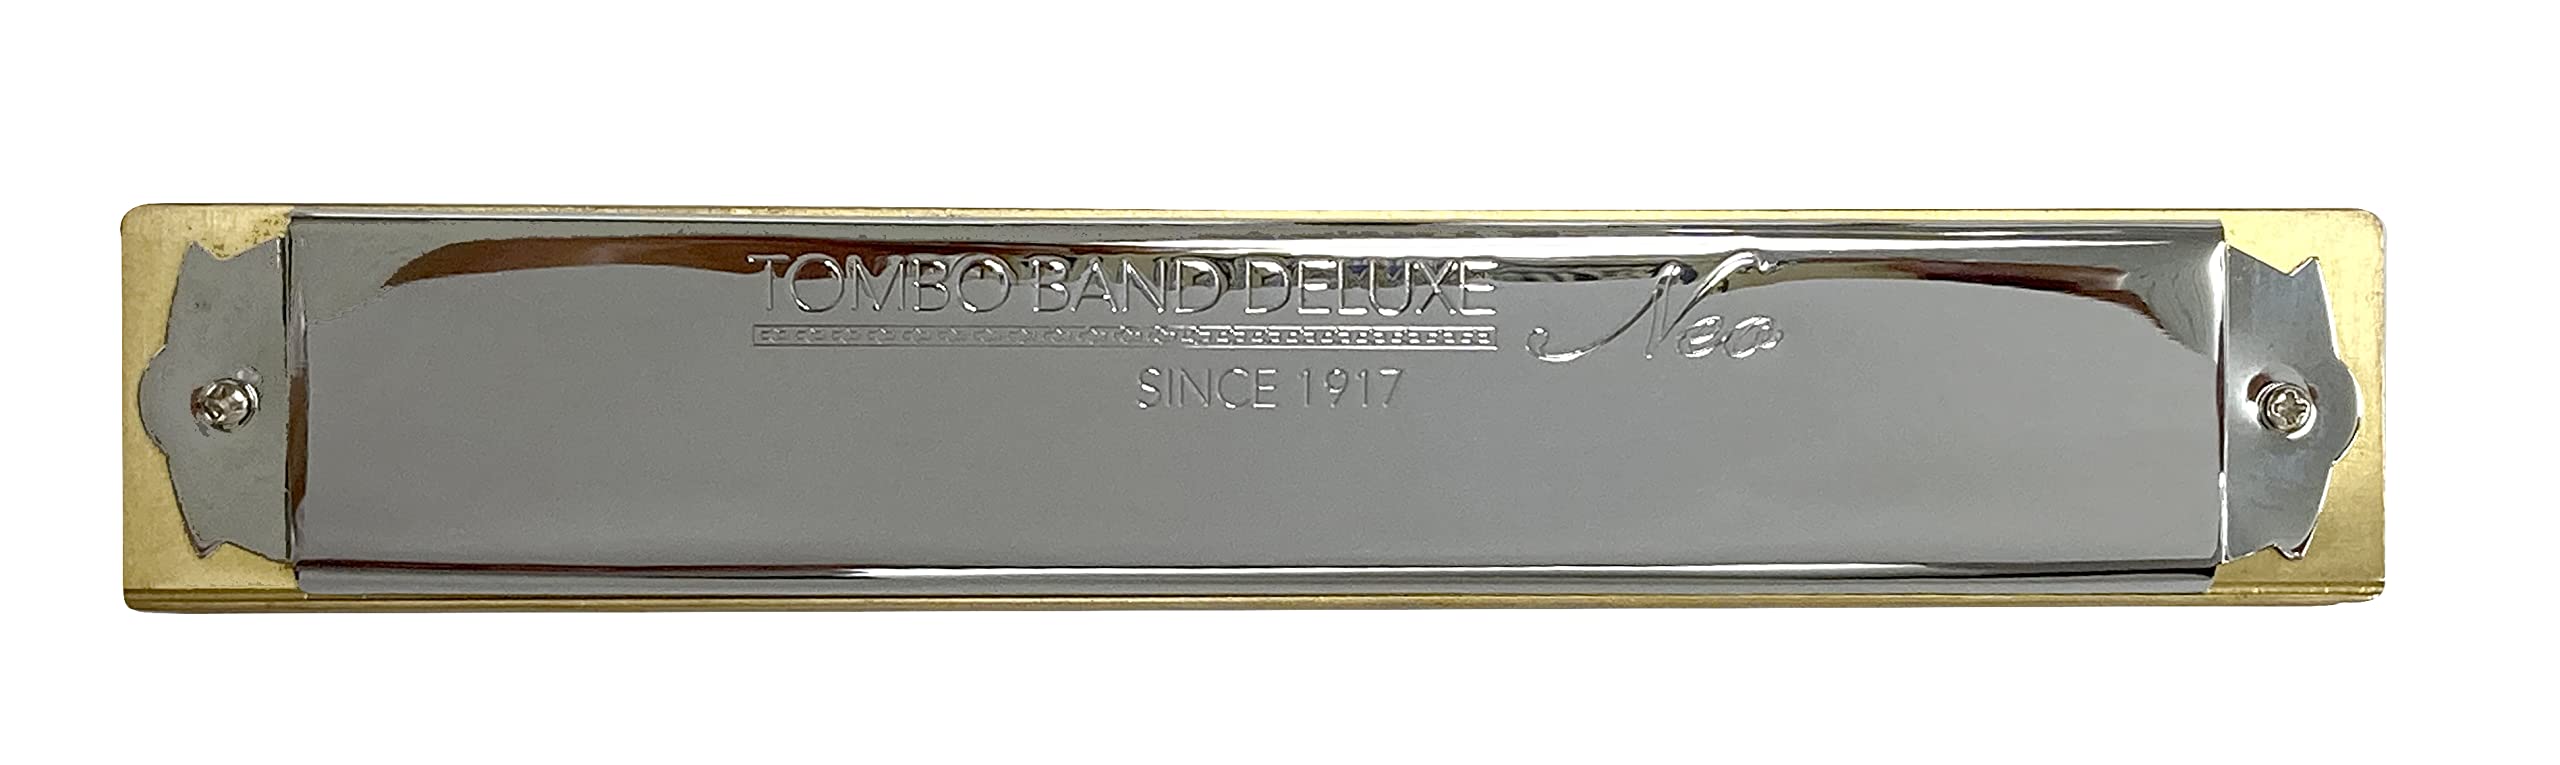 TOMBO BAND DELUXE Neo
SINCE 1917